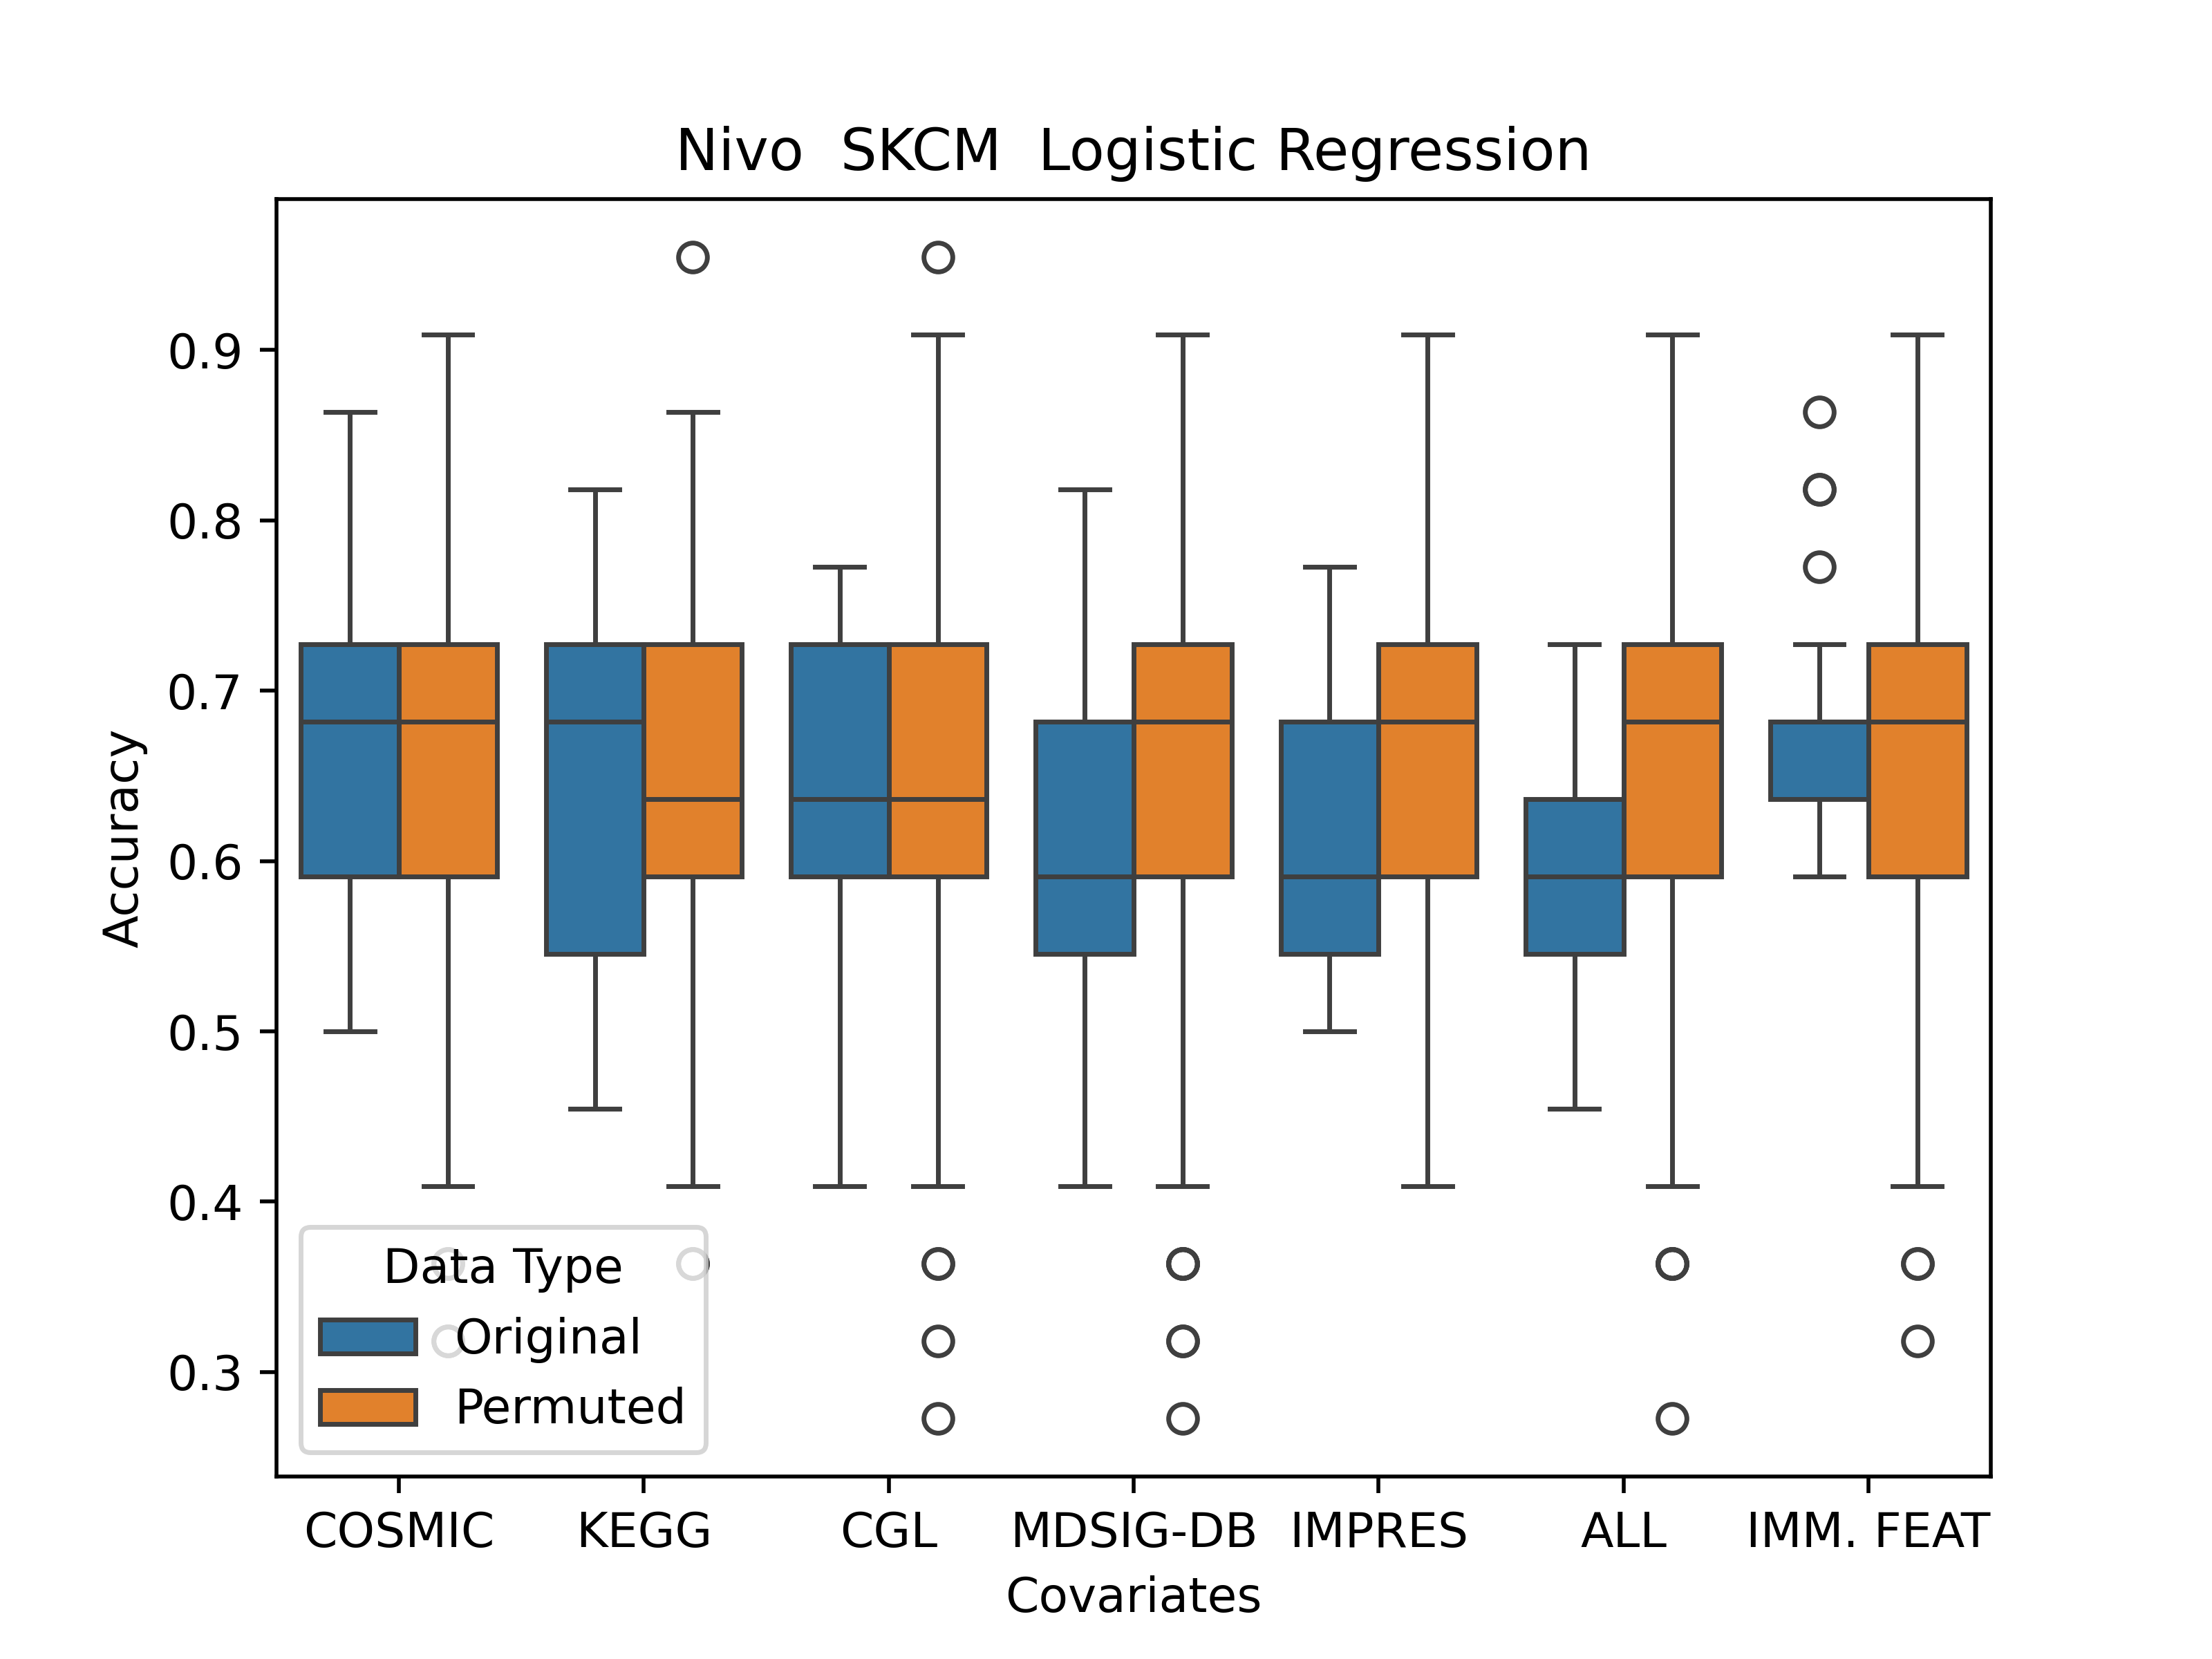 Nivo  SKCM  Logistic Regression
Accuracy
0.9
0.8
0.7
0.6
0.5
0.4
0.3
Data Type
Original
Permuted
COSMIC KEGG CGL MDSIG-DB IMPRES ALL IMM. FEAT
Covariates